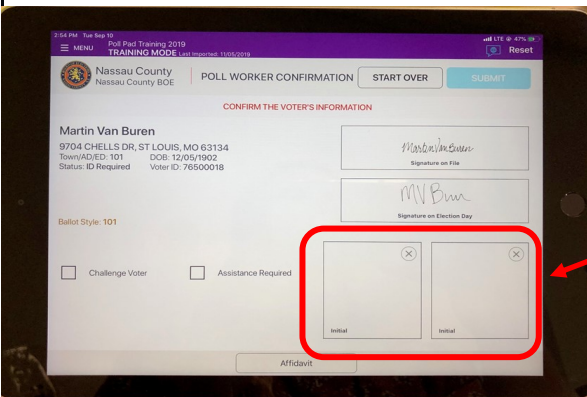 2:54 PM Tue Sep 10
LTE 47%
MENU
Poll Pad Training 2019
TRAINING MODE Last Imported: 11/05/2019
Reset
Nassau County
Nassau County BOE
POLL WORKER CONFIRMATION
START OVER
SUBMIT
CONFIRM THE VOTER'S INFORMATION
Martin Van Buren
9704 CHELLS DR, ST LOUIS, MO 63134
Town/AD/ED: 101 DOB: 12/05/1902
Status: ID Required Voter ID: 76500018
Martin Van Buren
Signature on File
MV Bun
Signature on Election Day
Ballot Style: 101
Challenge Voter
Assistance Required
Initial
Initial
Affidavit